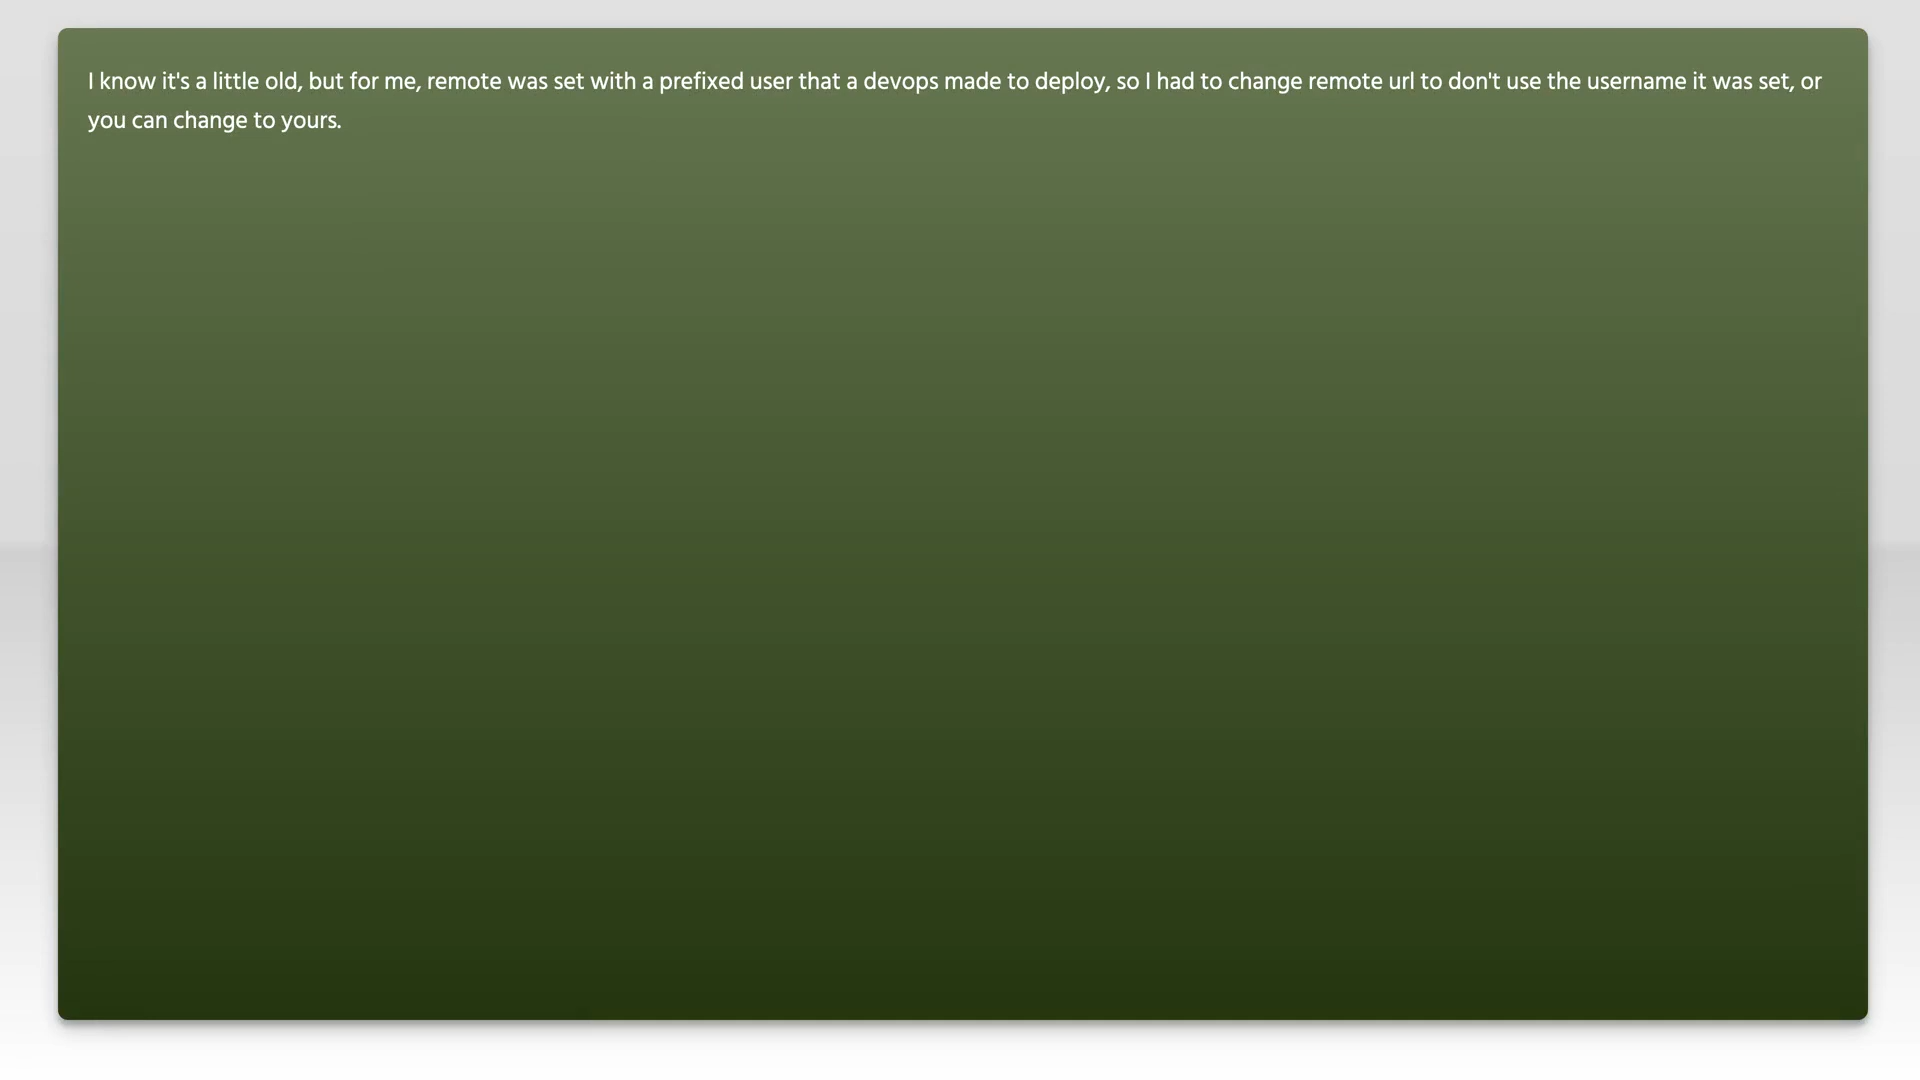 I know it's a little old, but for me, remote was set with a prefixed user that a devops made to deploy, so I had to change remote url to don't use the username it was set, or
you can change to yours.